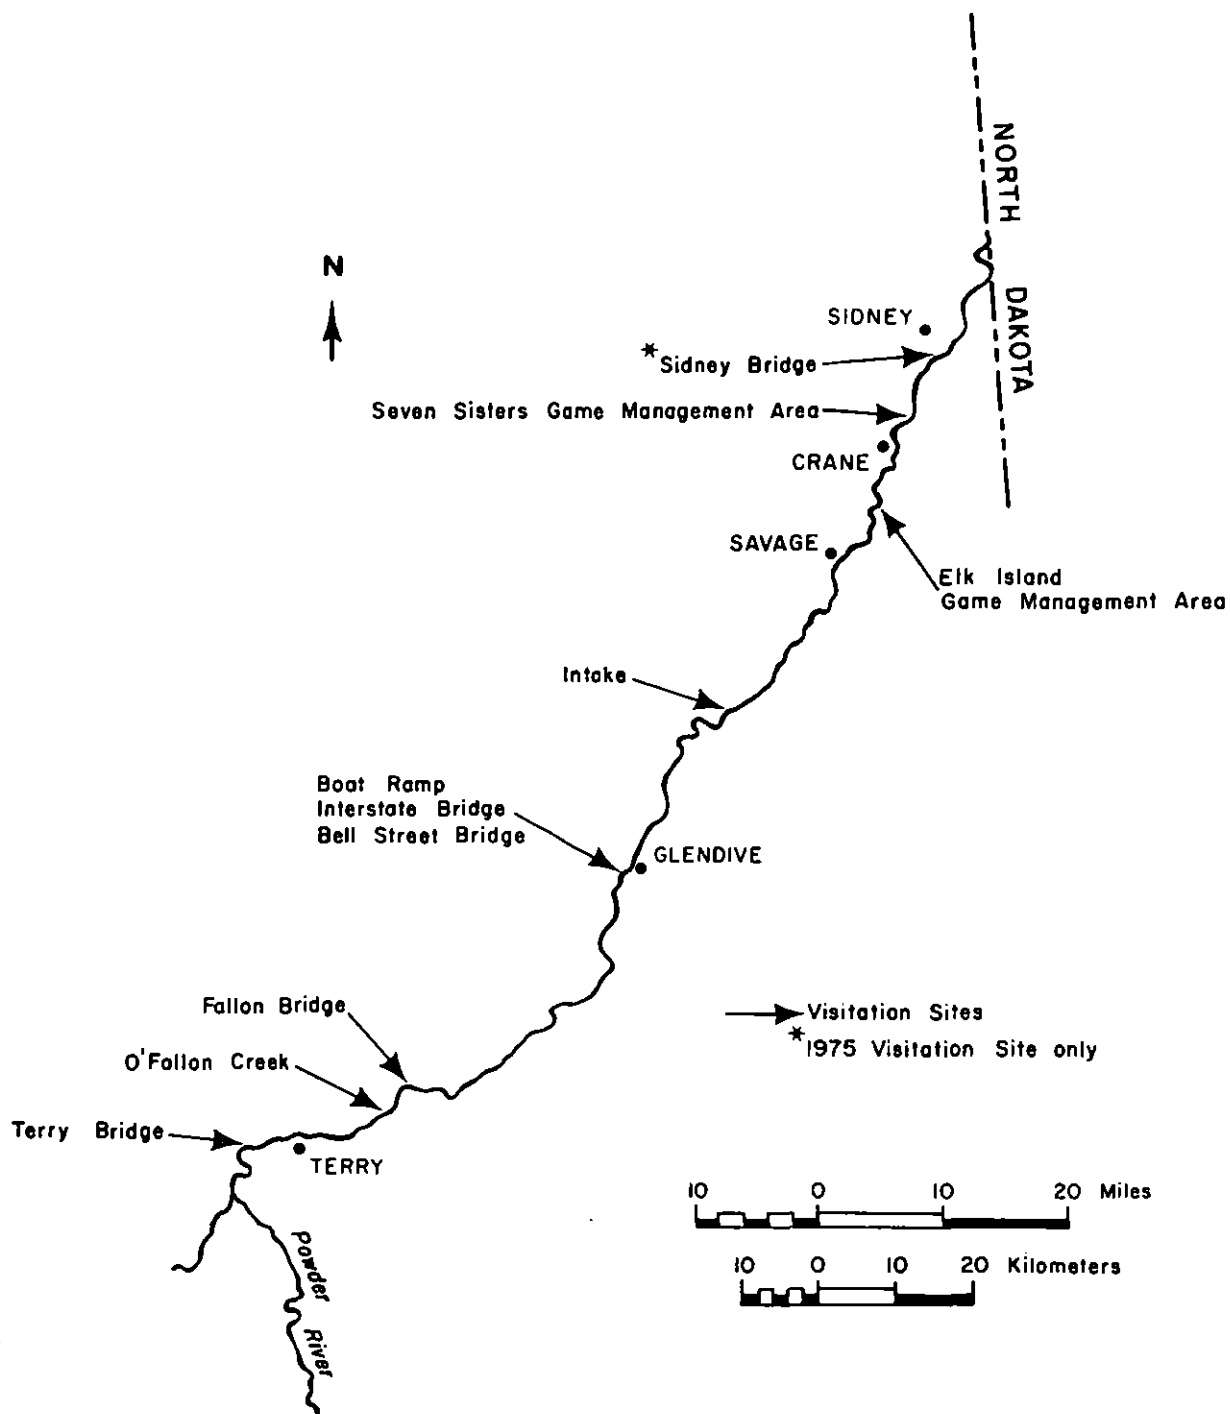 NORTH DAKOTA
N
SIDNEY
*Sidney Bridge
Seven Sisters Game Management Area
CRANE
SAVAGE
Elk Island
Game Management Area
Intake
Boat Ramp
Interstate Bridge
Bell Street Bridge
GLENDIVE
Fallon Bridge
Visitation Sites
*1975 Visitation Site only
O'Fallon Creek
Terry Bridge
TERRY
10 0 10 20 Miles
10 0 10 20 Kilometers
Powder River